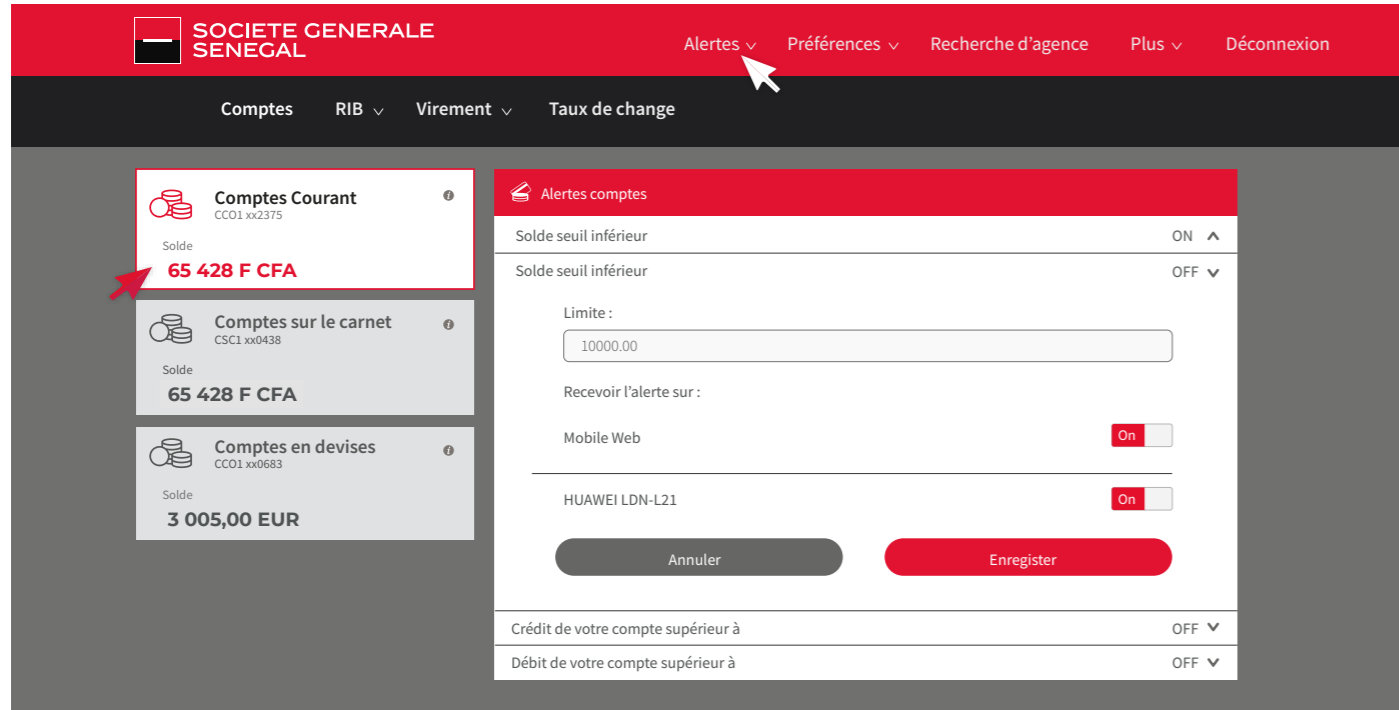 SOCIETE GENERALE
SENEGAL
Alertes Préférences Recherche d'agence Plus Déconnexion
Comptes RIB Virement Taux de change
Comptes Courant
CCO1 xx2375
Solde
65 428 F CFA
Comptes sur le carnet
CSC1 xx0438
Solde
65 428 F CFA
Comptes en devises
CCO1 xx0683
Solde
3 005,00 EUR
Alertes comptes
Solde seuil inférieur ON
Solde seuil inférieur OFF
Limite :
10000.00
Recevoir l'alerte sur :
Mobile Web On
HUAWEI LDN-L21 On
Annuler Enregister
Crédit de votre compte supérieur à OFF
Débit de votre compte supérieur à OFF